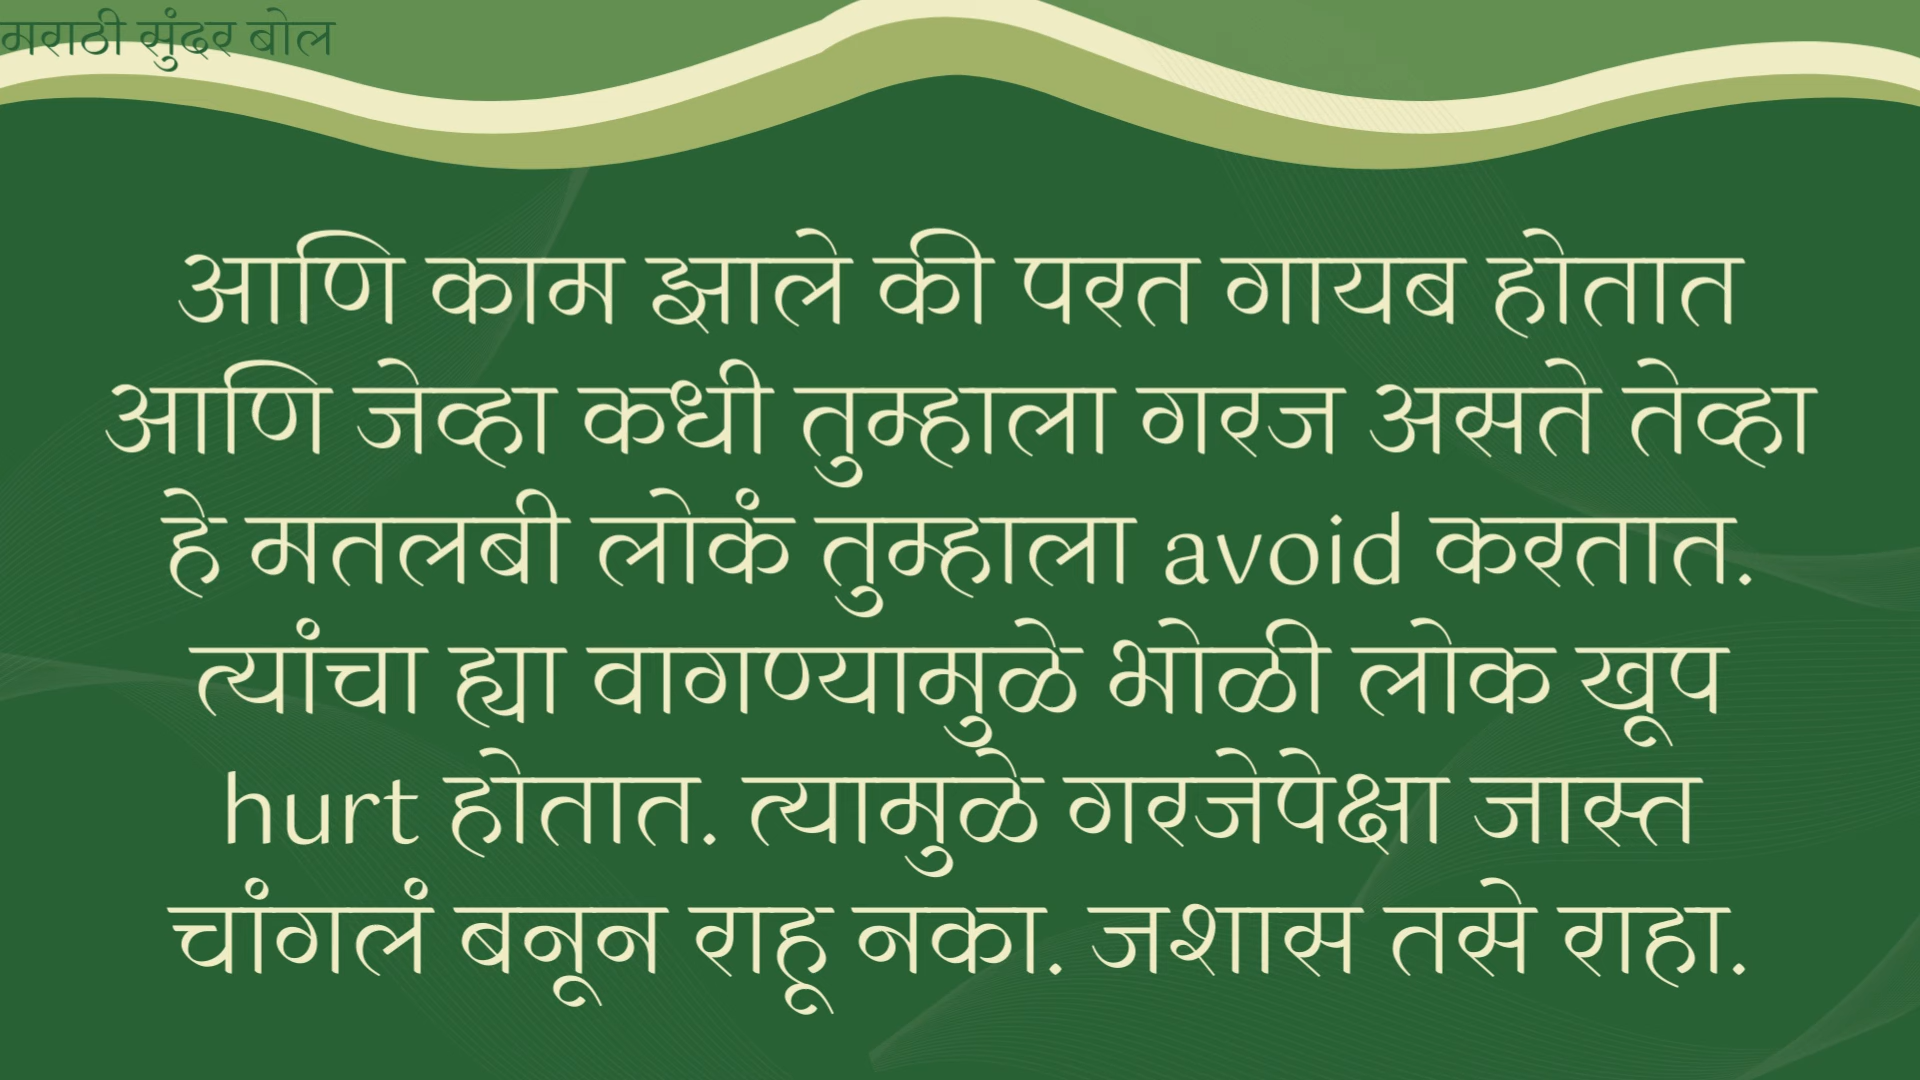 मराठी सुंदर बोल
आणि काम झाले की परत गायब होतात
आणि जेव्हा कधी तुम्हाला गरज असते तेव्हा
हे मतलबी लोकं तुम्हाला avoid करतात.
त्यांचा ह्या वागण्यामुळे भोळी लोक खूप
hurt होतात. त्यामुळे गरजेपेक्षा जास्त
चांगलं बनून राहू नका. जशास तसे राहा.